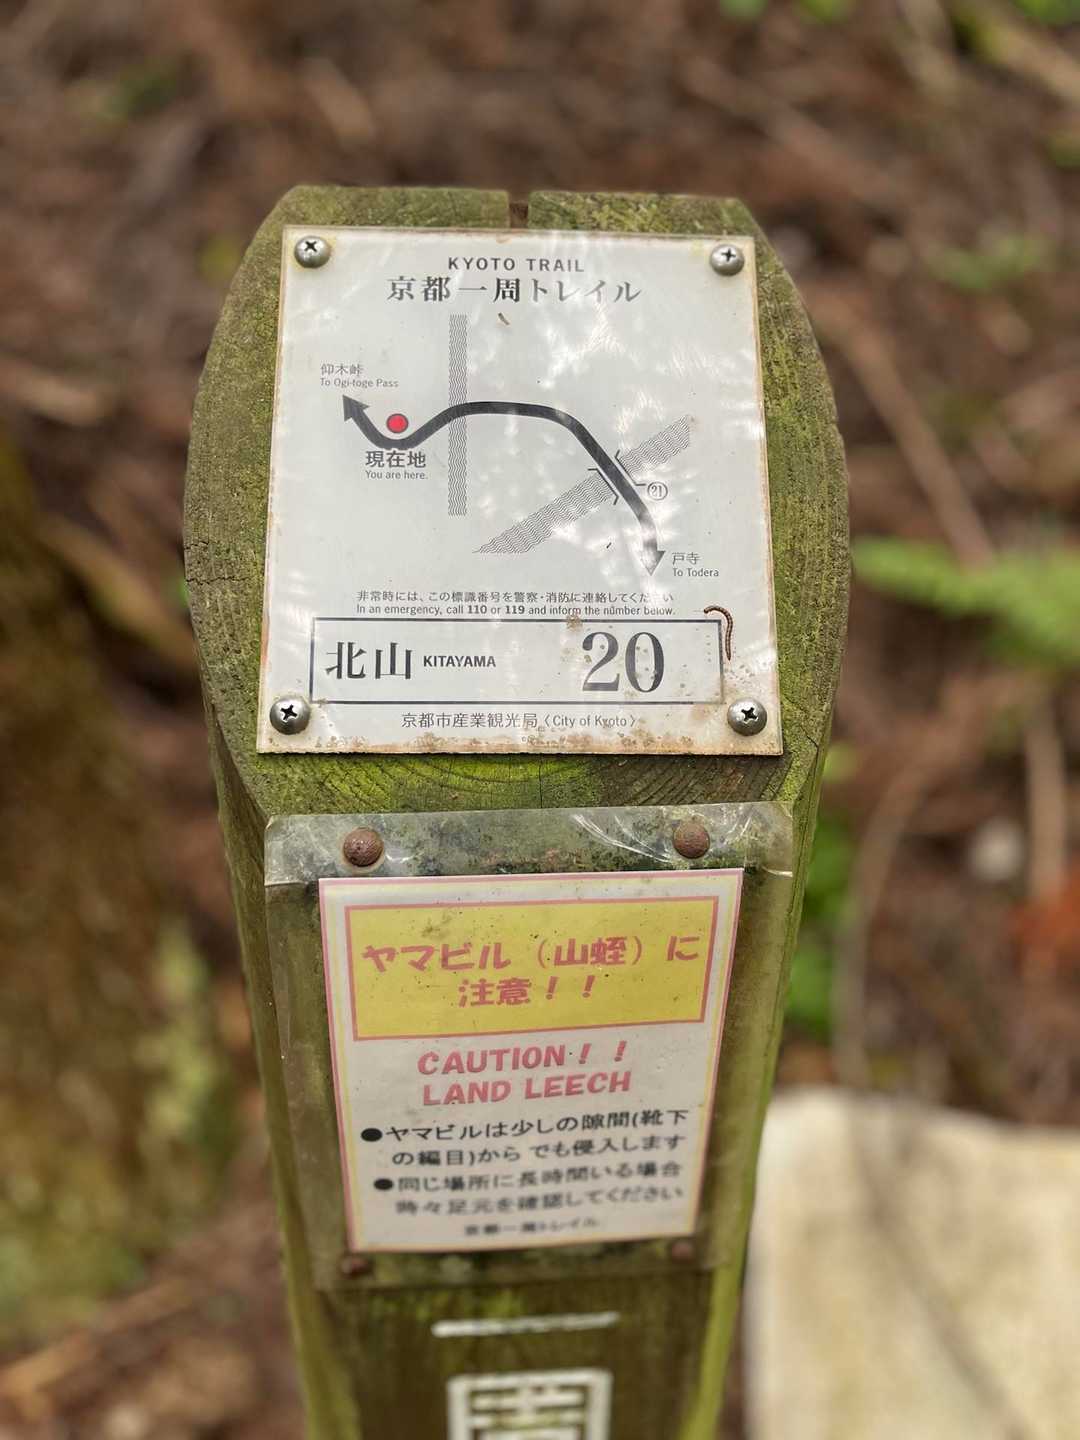 KYOTO TRAIL
京都一周トレイル
仰木峠
To Ogi-toge Pass
現在地
You are here.
21
戸寺
To Todera
非常時には、この標識番号を警察・消防に連絡してください
In an emergency, call 110 or 119 and inform the number below.
北山 KITAYAMA 20
京都市産業観光局〈City of Kyoto〉
ヤマビル（山蛭）に
注意！！
CAUTION！！
LAND LEECH
●ヤマビルは少しの隙間(靴下
の編目)から でも侵入します
●同じ場所に長時間いる場合
時々足元を確認してください
京都一周トレイル